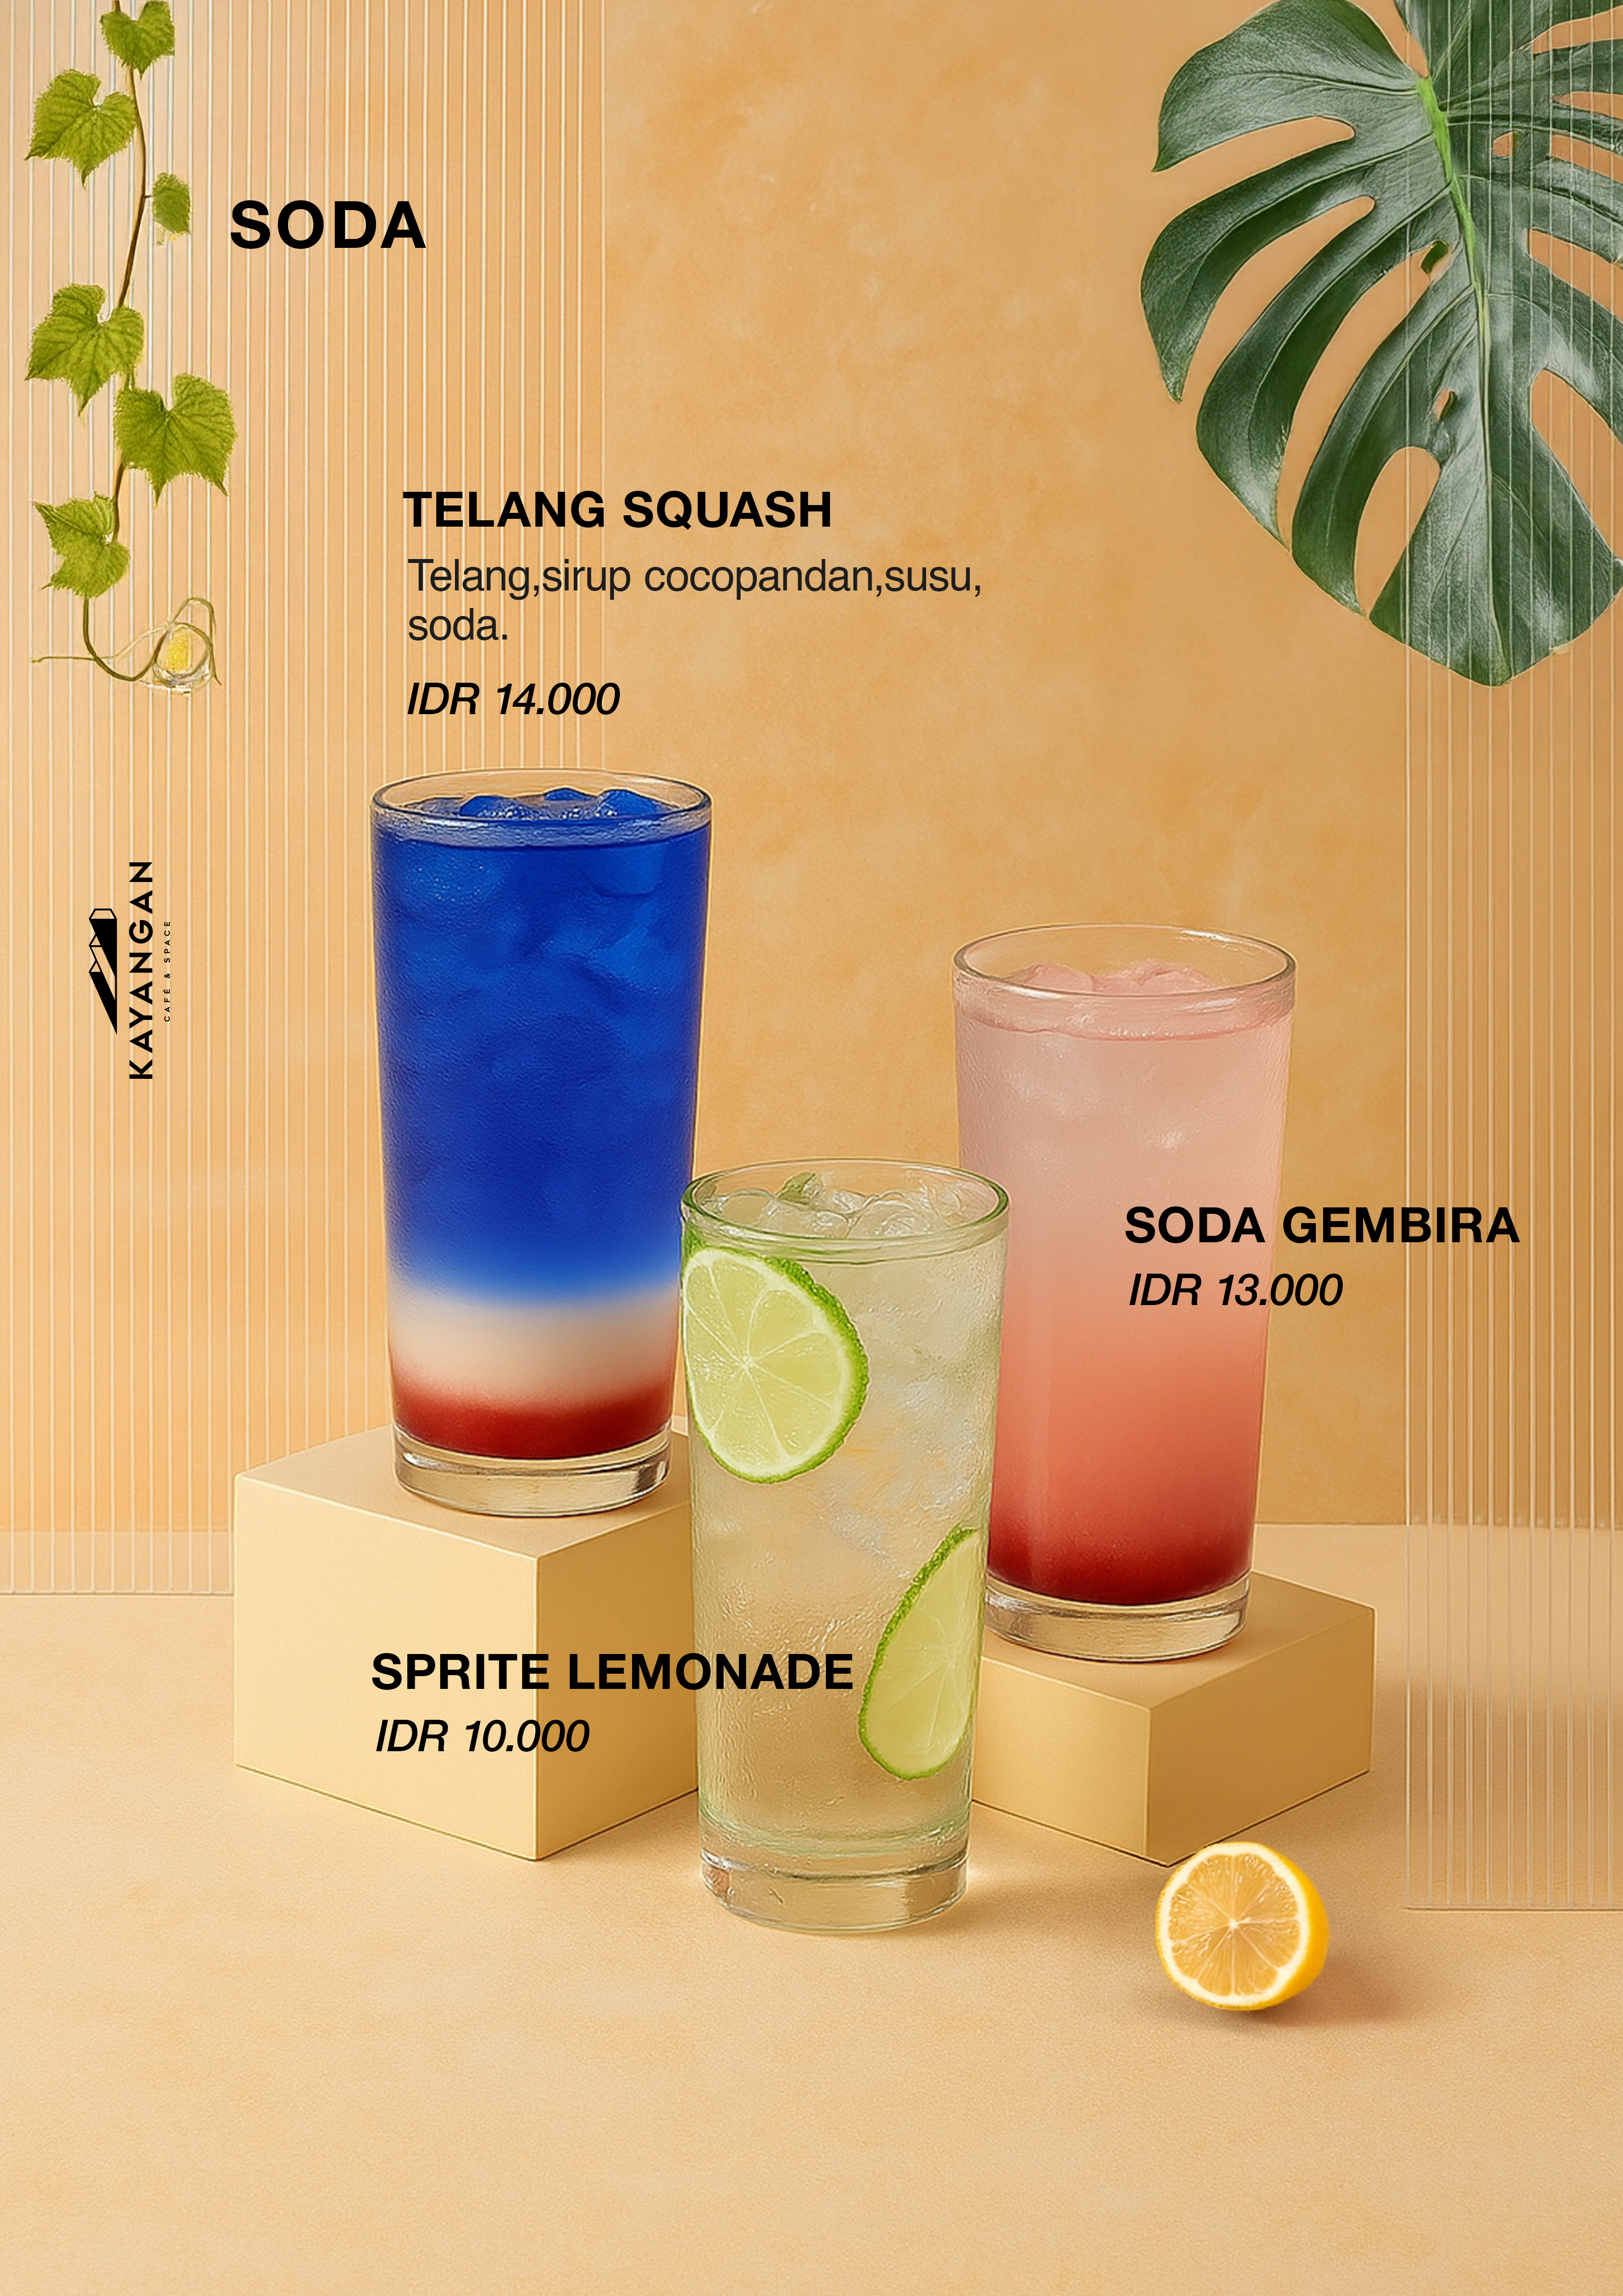 SODA
TELANG SQUASH
Telang,sirup cocopandan,susu,
soda.
IDR 14.000
KAYANGAN
CAFÉ & SPACE
SODA GEMBIRA
IDR 13.000
SPRITE LEMONADE
IDR 10.000